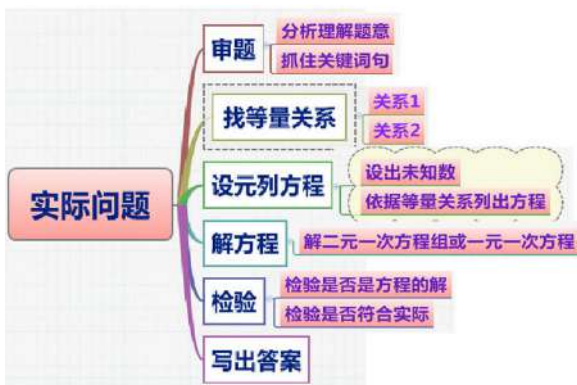 实际问题
审题
分析理解题意
抓住关键词句
找等量关系
关系1
关系2
设元列方程
设出未知数
依据等量关系列出方程
解方程
解二元一次方程组或一元一次方程
检验
检验是否是方程的解
检验是否符合实际
写出答案